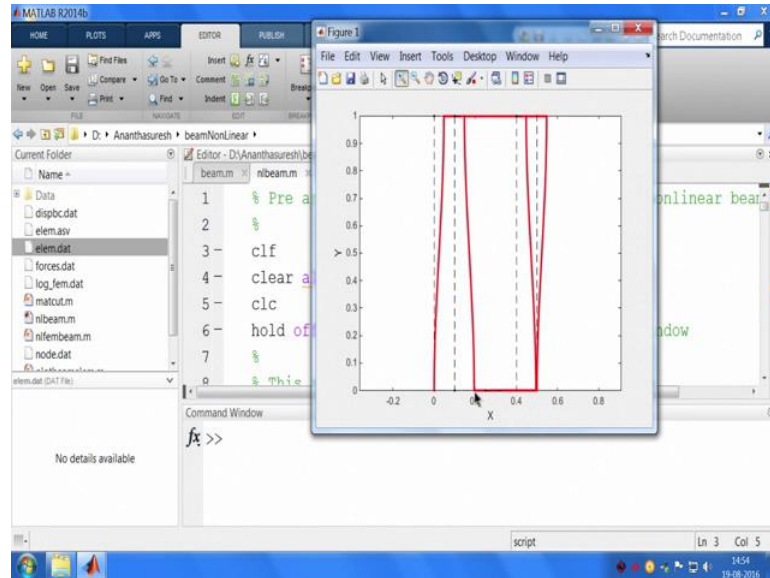 MATLAB R2014b
HOME PLOTS APPS EDITOR PUBLISH
Search Documentation
New Open Save
Find Files
Compare
Print
Go To
Find
Insert
Comment
Indent
FILE NAVIGATE EDIT
D: Ananthasuresh beamNonLinear
Current Folder
Name
Data
dispbc.dat
elem.asv
elem.dat
forces.dat
log_fem.dat
matcut.m
nlbeam.m
nlfembeam.m
node.dat
elem.dat (DAT File)
No details available
Editor - D:\Ananthasuresh\be
beam.m nlbeam.m
1 % Pre a
onlinear bear
2 %
3 - clf
4 - clear a
5 - clc
6 - hold off
ndow
7 %
8 % This
Command Window
fx >>
Figure 1
File Edit View Insert Tools Desktop Window Help
1
0.9
0.8
0.7
0.6
0.5
0.4
0.3
0.2
0.1
0
Y
-0.2 0 0.2 0.4 0.6 0.8
X
script
Ln 3 Col 5
14:54
19-08-2016